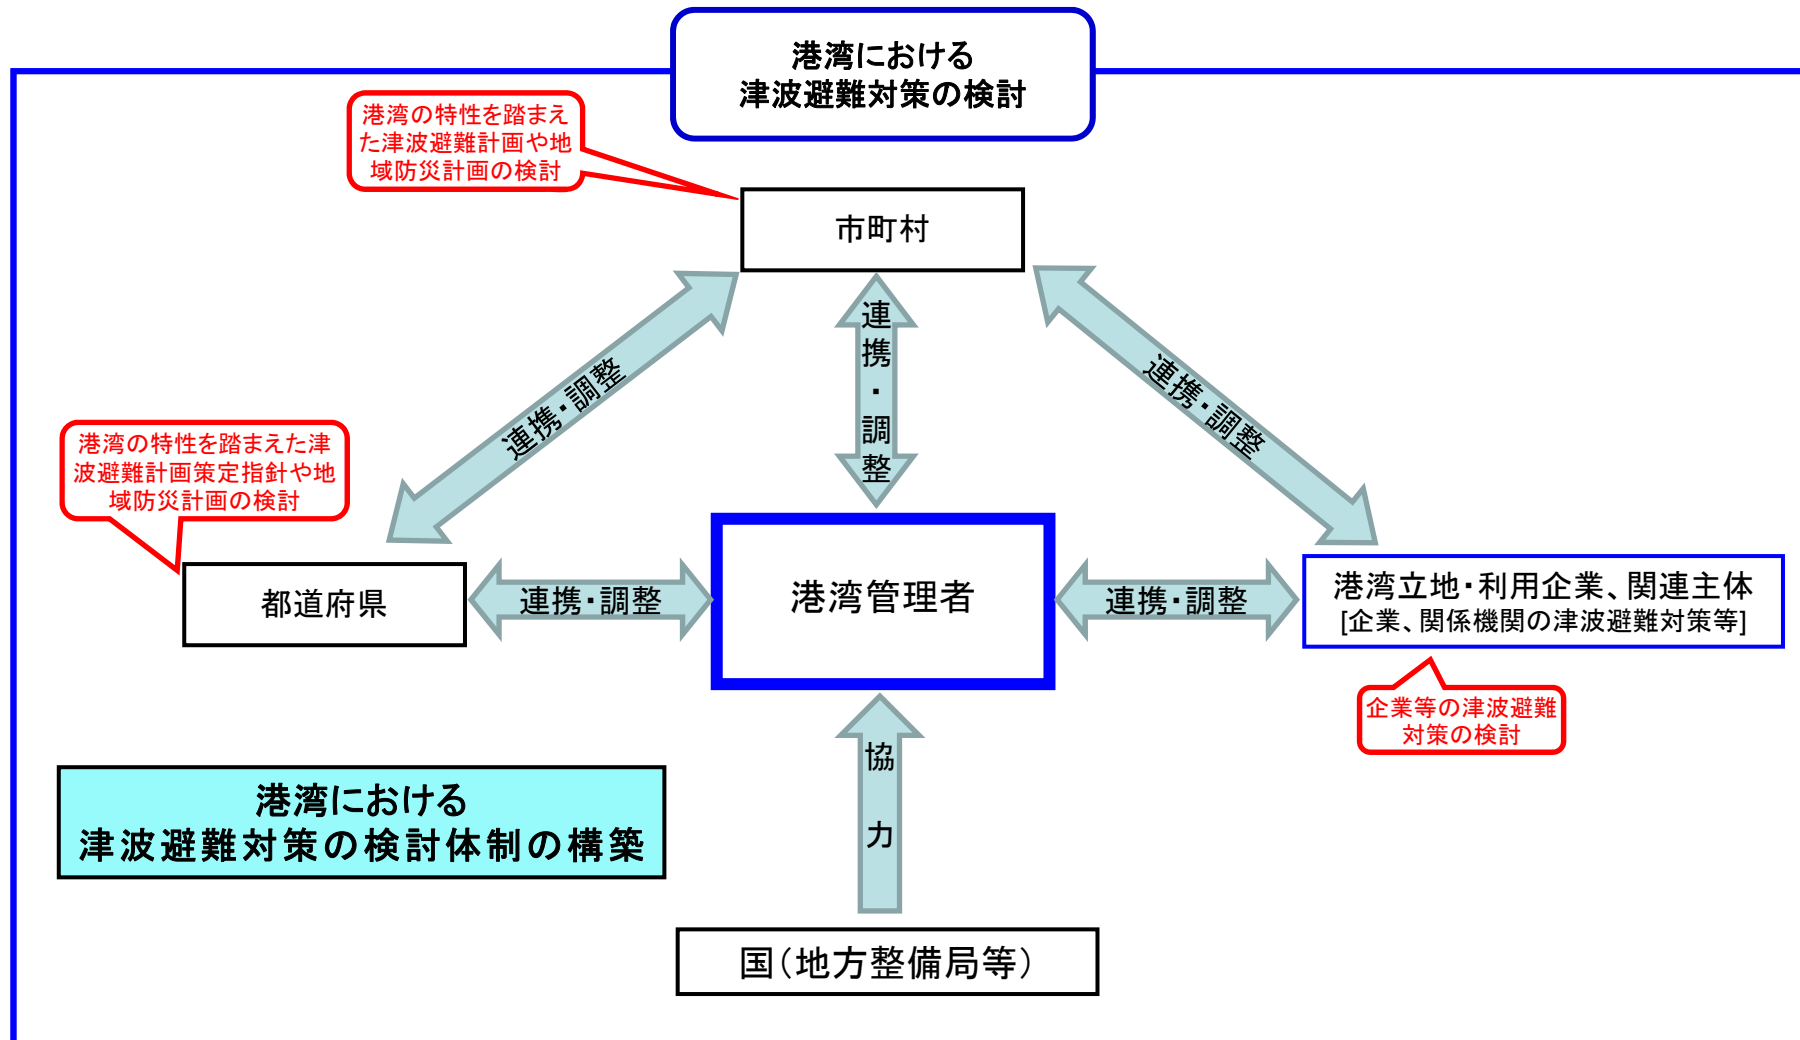 港湾における
津波避難対策の検討
港湾の特性を踏まえ
た津波避難計画や地
域防災計画の検討
市町村
連携・調整
連携・調整
連携・調整
港湾の特性を踏まえた津
波避難計画策定指針や地
域防災計画の検討
都道府県
連携・調整
港湾管理者
連携・調整
港湾立地・利用企業、関連主体
[企業、関係機関の津波避難対策等]
企業等の津波避難
対策の検討
協力
港湾における
津波避難対策の検討体制の構築
国(地方整備局等)